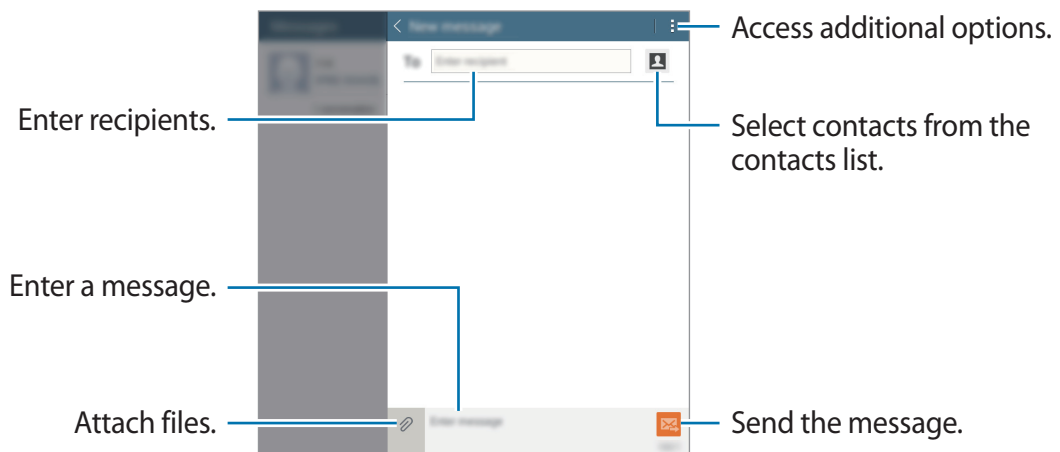 Messages
New message
Access additional options.
To
Enter recipient
Enter recipients.
Select contacts from the
contacts list.
Enter a message.
Attach files.
Enter message
Send the message.